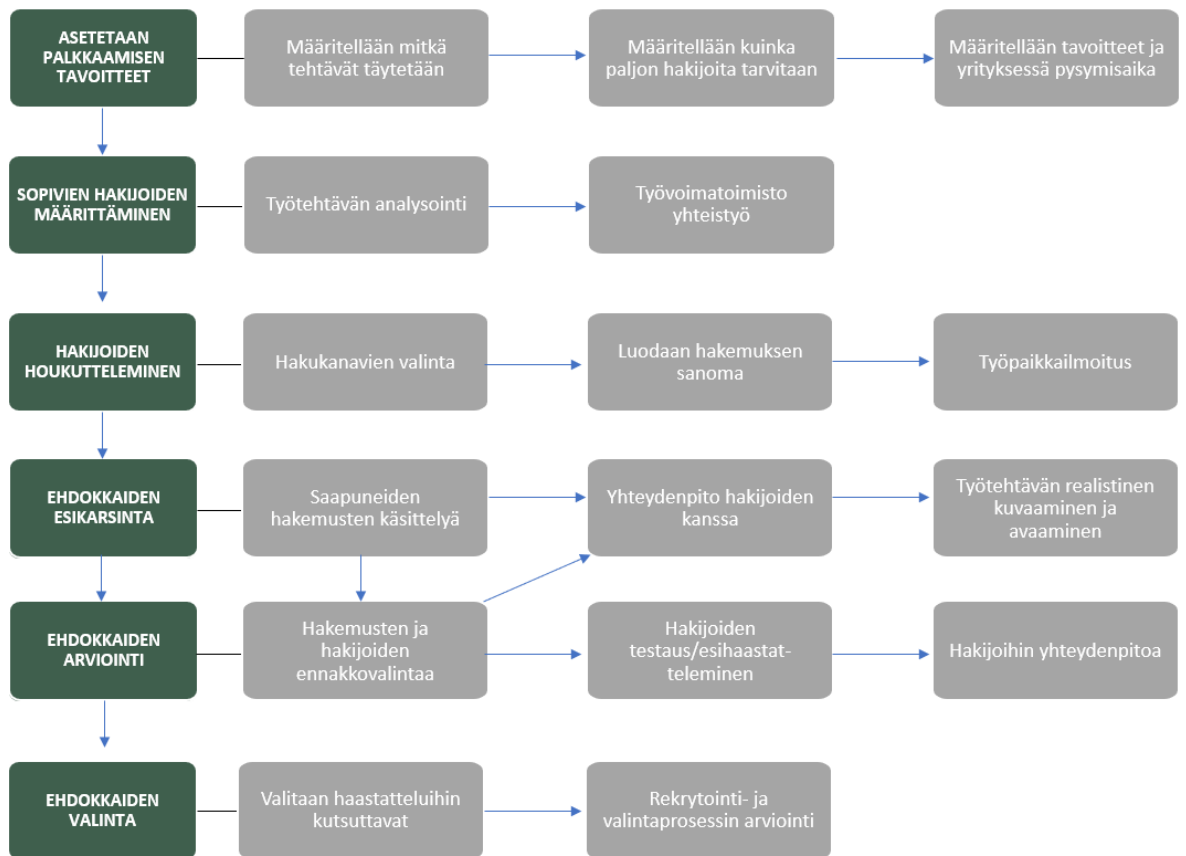 ASETETAAN
PALKKAAMISEN
TAVOITTEET
Määritellään mitkä
tehtävät täytetään
Määritellään kuinka
paljon hakijoita tarvitaan
Määritellään tavoitteet ja
yrityksessä pysymisaika
SOPIVIEN HAKIJOIDEN
MÄÄRITTÄMINEN
Työtehtävän analysointi
Työvoimatoimisto
yhteistyö
HAKIJOIDEN
HOUKUTTELEMINEN
Hakukanavien valinta
Luodaan hakemuksen
sanoma
Työpaikkailmoitus
EHDOKKAIDEN
ESIKARSINTA
Saapuneiden
hakemusten käsittelyä
Yhteydenpito hakijoiden
kanssa
Työtehtävän realistinen
kuvaaminen ja
avaaminen
EHDOKKAIDEN
ARVIOINTI
Hakemusten ja
hakijoiden
ennakkovalintaa
Hakijoiden
testaus/esihaastat-
teleminen
Hakijoihin yhteydenpitoa
EHDOKKAIDEN
VALINTA
Valitaan haastatteluihin
kutsuttavat
Rekrytointi- ja
valintaprosessin arviointi